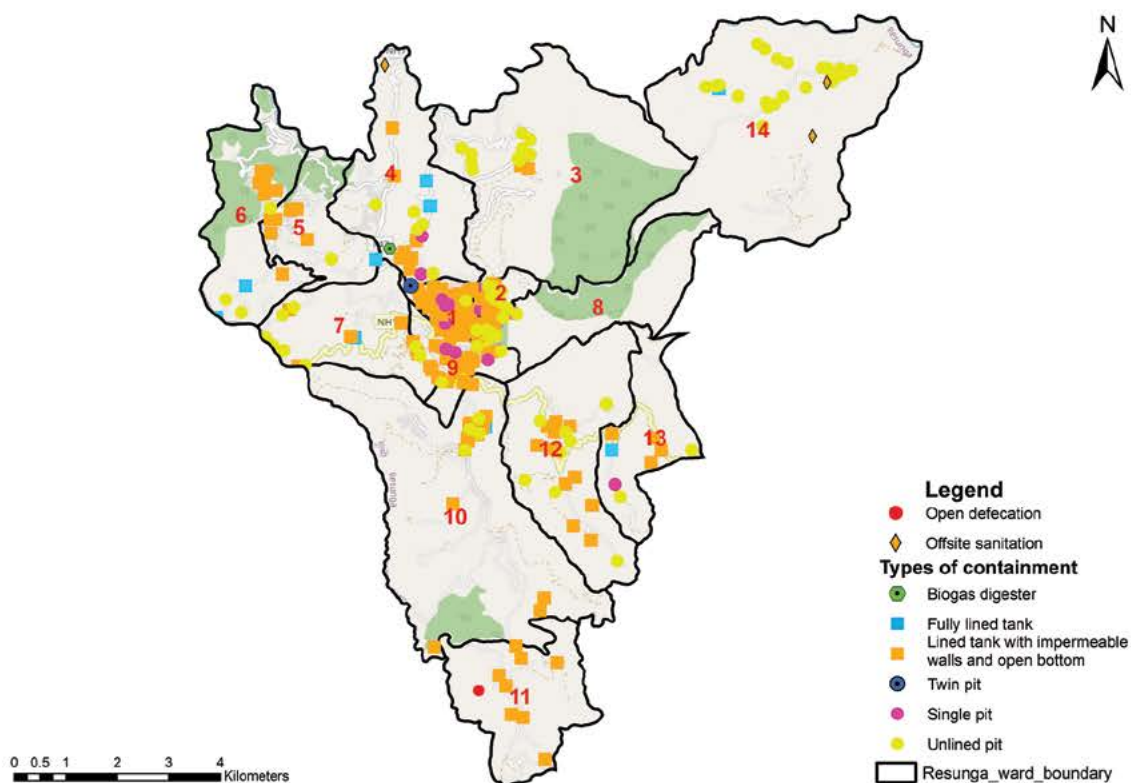 N
Resunga
14
3
4
6
5
2
8
1
7
NH
9
12
13
Resunga
10
11
Legend
Open defecation
Offsite sanitation
Types of containment
Biogas digester
Fully lined tank
Lined tank with impermeable
walls and open bottom
Twin pit
Single pit
Unlined pit
Resunga_ward_boundary
0 0.5 1 2 3 4
Kilometers